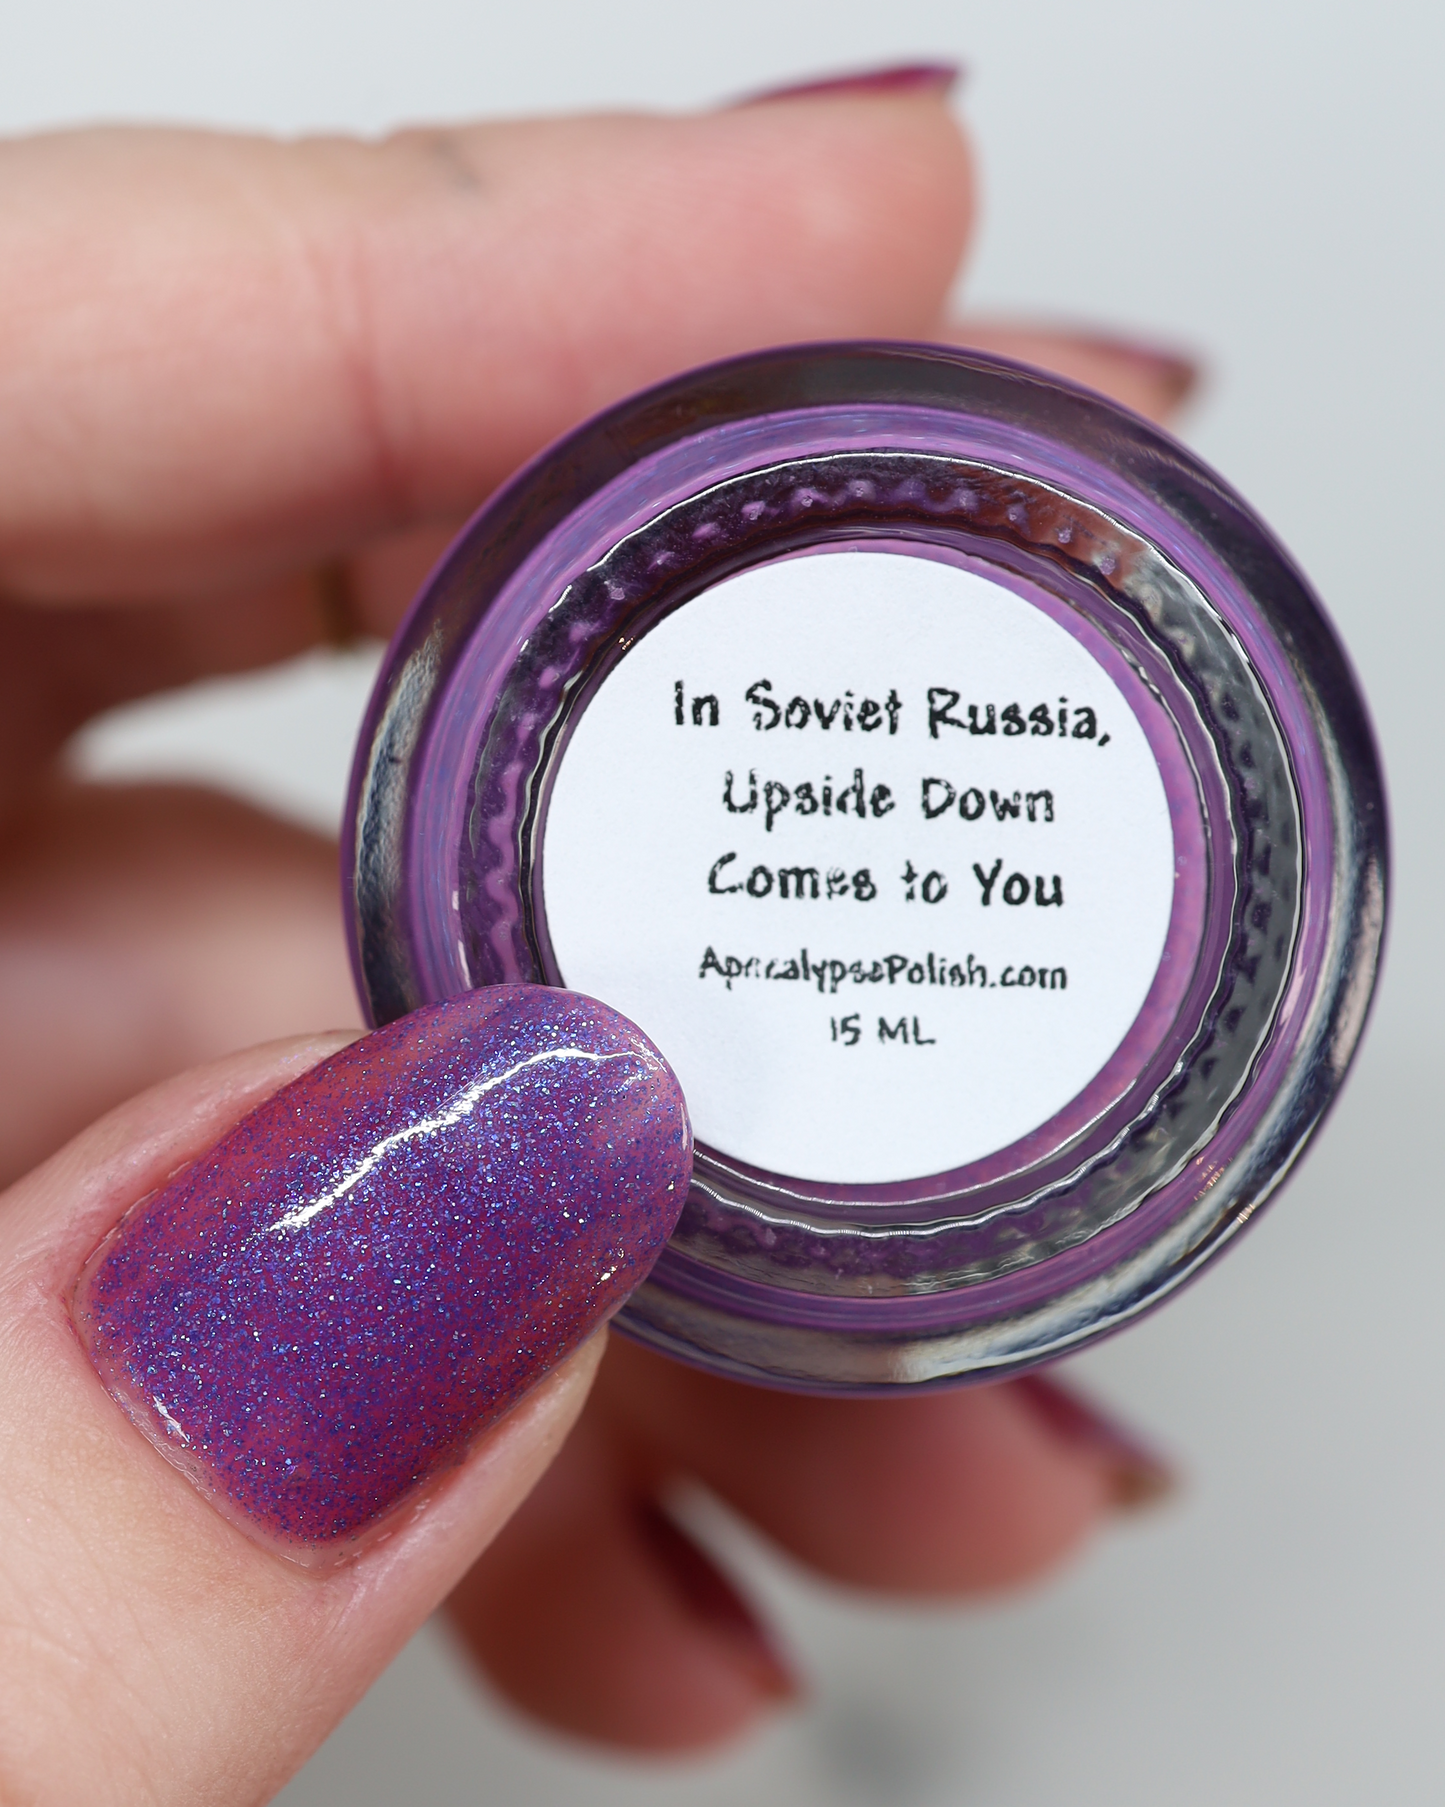 In Soviet Russia,
Upside Down
Comes to You
ApocalypsePolish.com
15 ML